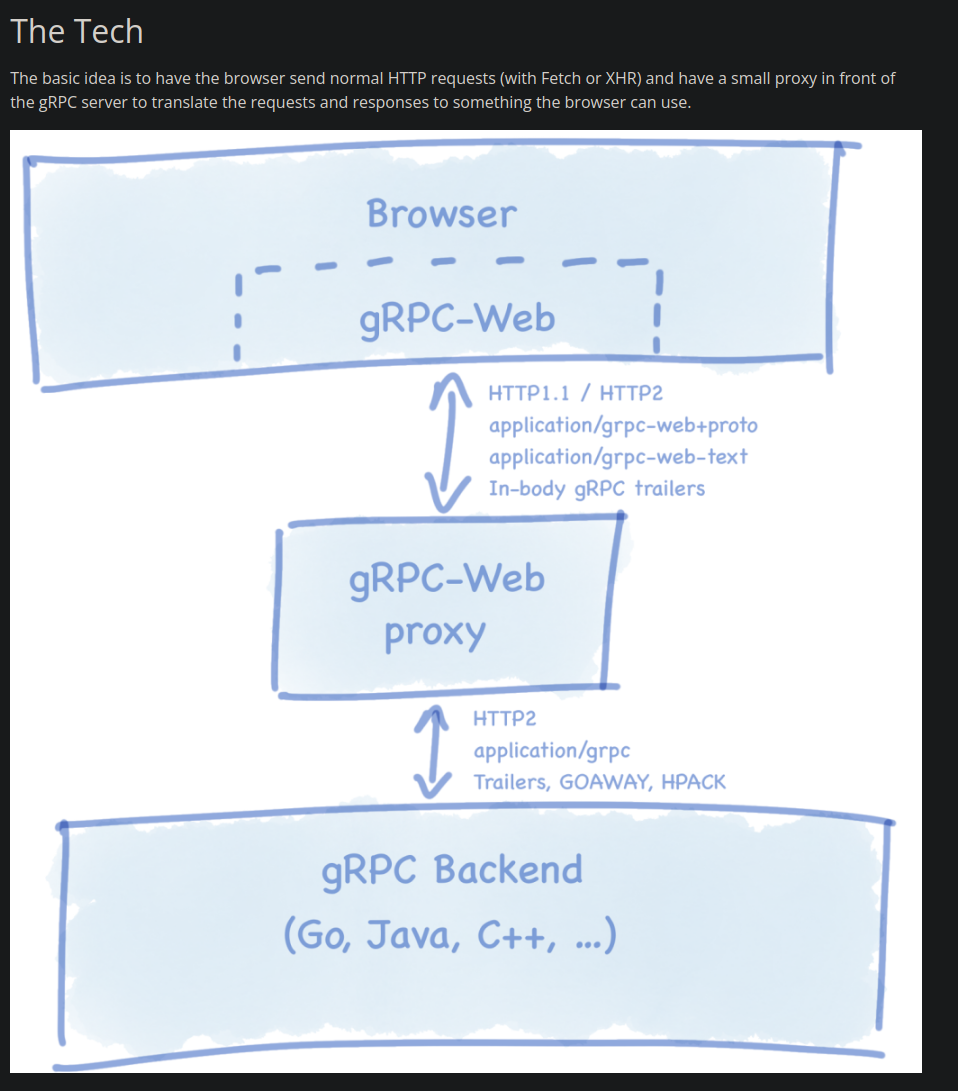 The Tech
The basic idea is to have the browser send normal HTTP requests (with Fetch or XHR) and have a small proxy in front of
the gRPC server to translate the requests and responses to something the browser can use.
Browser
gRPC-Web
HTTP1.1 / HTTP2
application/grpc-web+proto
application/grpc-web-text
In-body gRPC trailers
gRPC-Web
proxy
HTTP2
application/grpc
Trailers, GOAWAY, HPACK
gRPC Backend
(Go, Java, C++, ...)